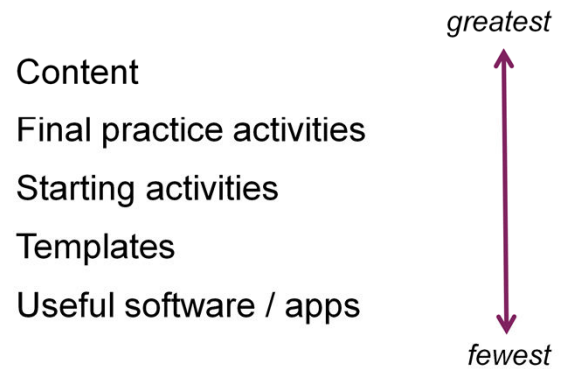 greatest
Content
Final practice activities
Starting activities
Templates
Useful software / apps
fewest